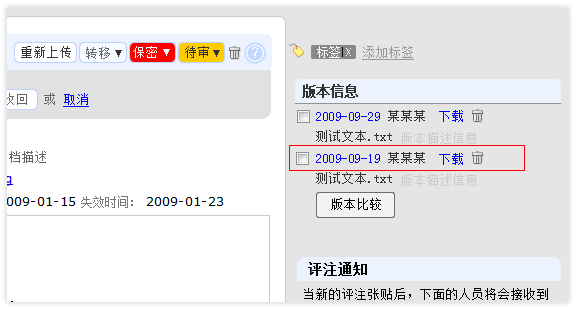 重新上传 转移▼ 保密▼ 待审▼ ?
收回 或 取消
档描述
009-01-15 失效时间: 2009-01-23
标签 x 添加标签
版本信息
2009-09-29 某某某 下载
测试文本.txt 版本描述信息
2009-09-19 某某某 下载
测试文本.txt 版本描述信息
版本比较
评注通知
当新的评注张贴后，下面的人员将会接收到